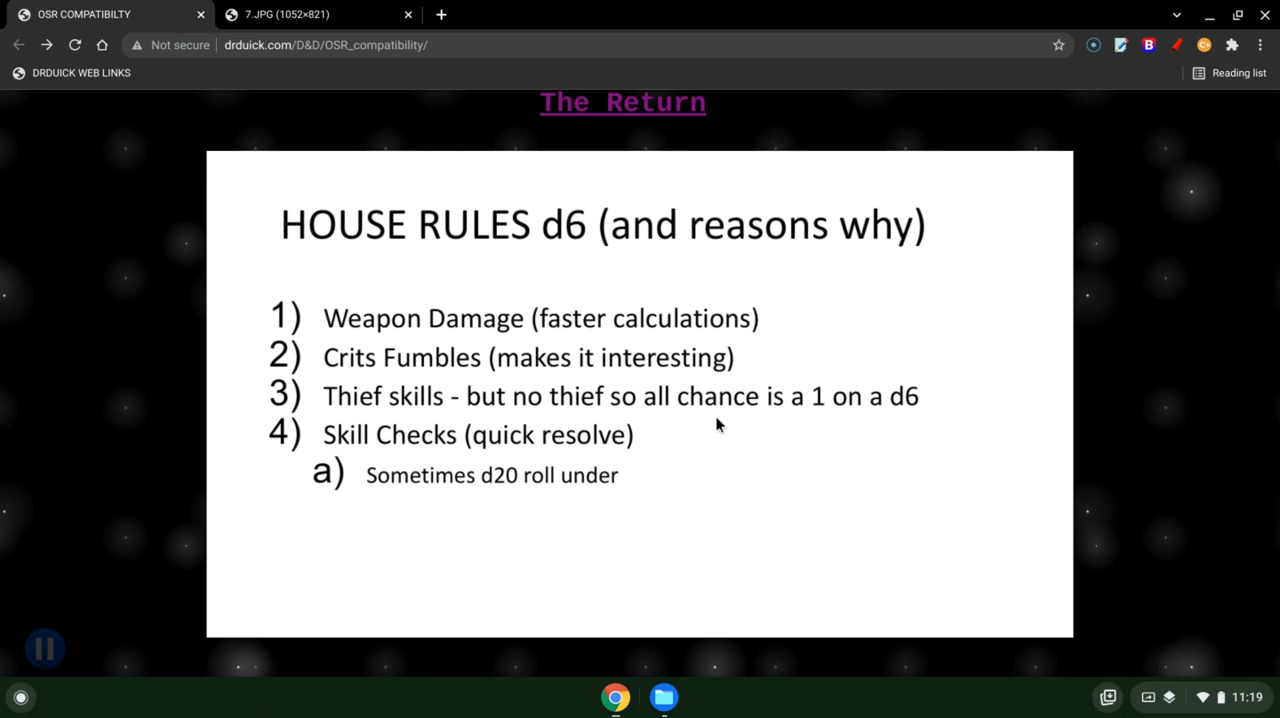 OSR COMPATIBILTY
7.JPG (1052×821)
Not secure
drduick.com/D&D/OSR_compatibility/
B
DRDUICK WEB LINKS
Reading list
The Return
HOUSE RULES d6 (and reasons why)
1) Weapon Damage (faster calculations)
2) Crits Fumbles (makes it interesting)
3) Thief skills - but no thief so all chance is a 1 on a d6
4) Skill Checks (quick resolve)
a) Sometimes d20 roll under
11:19